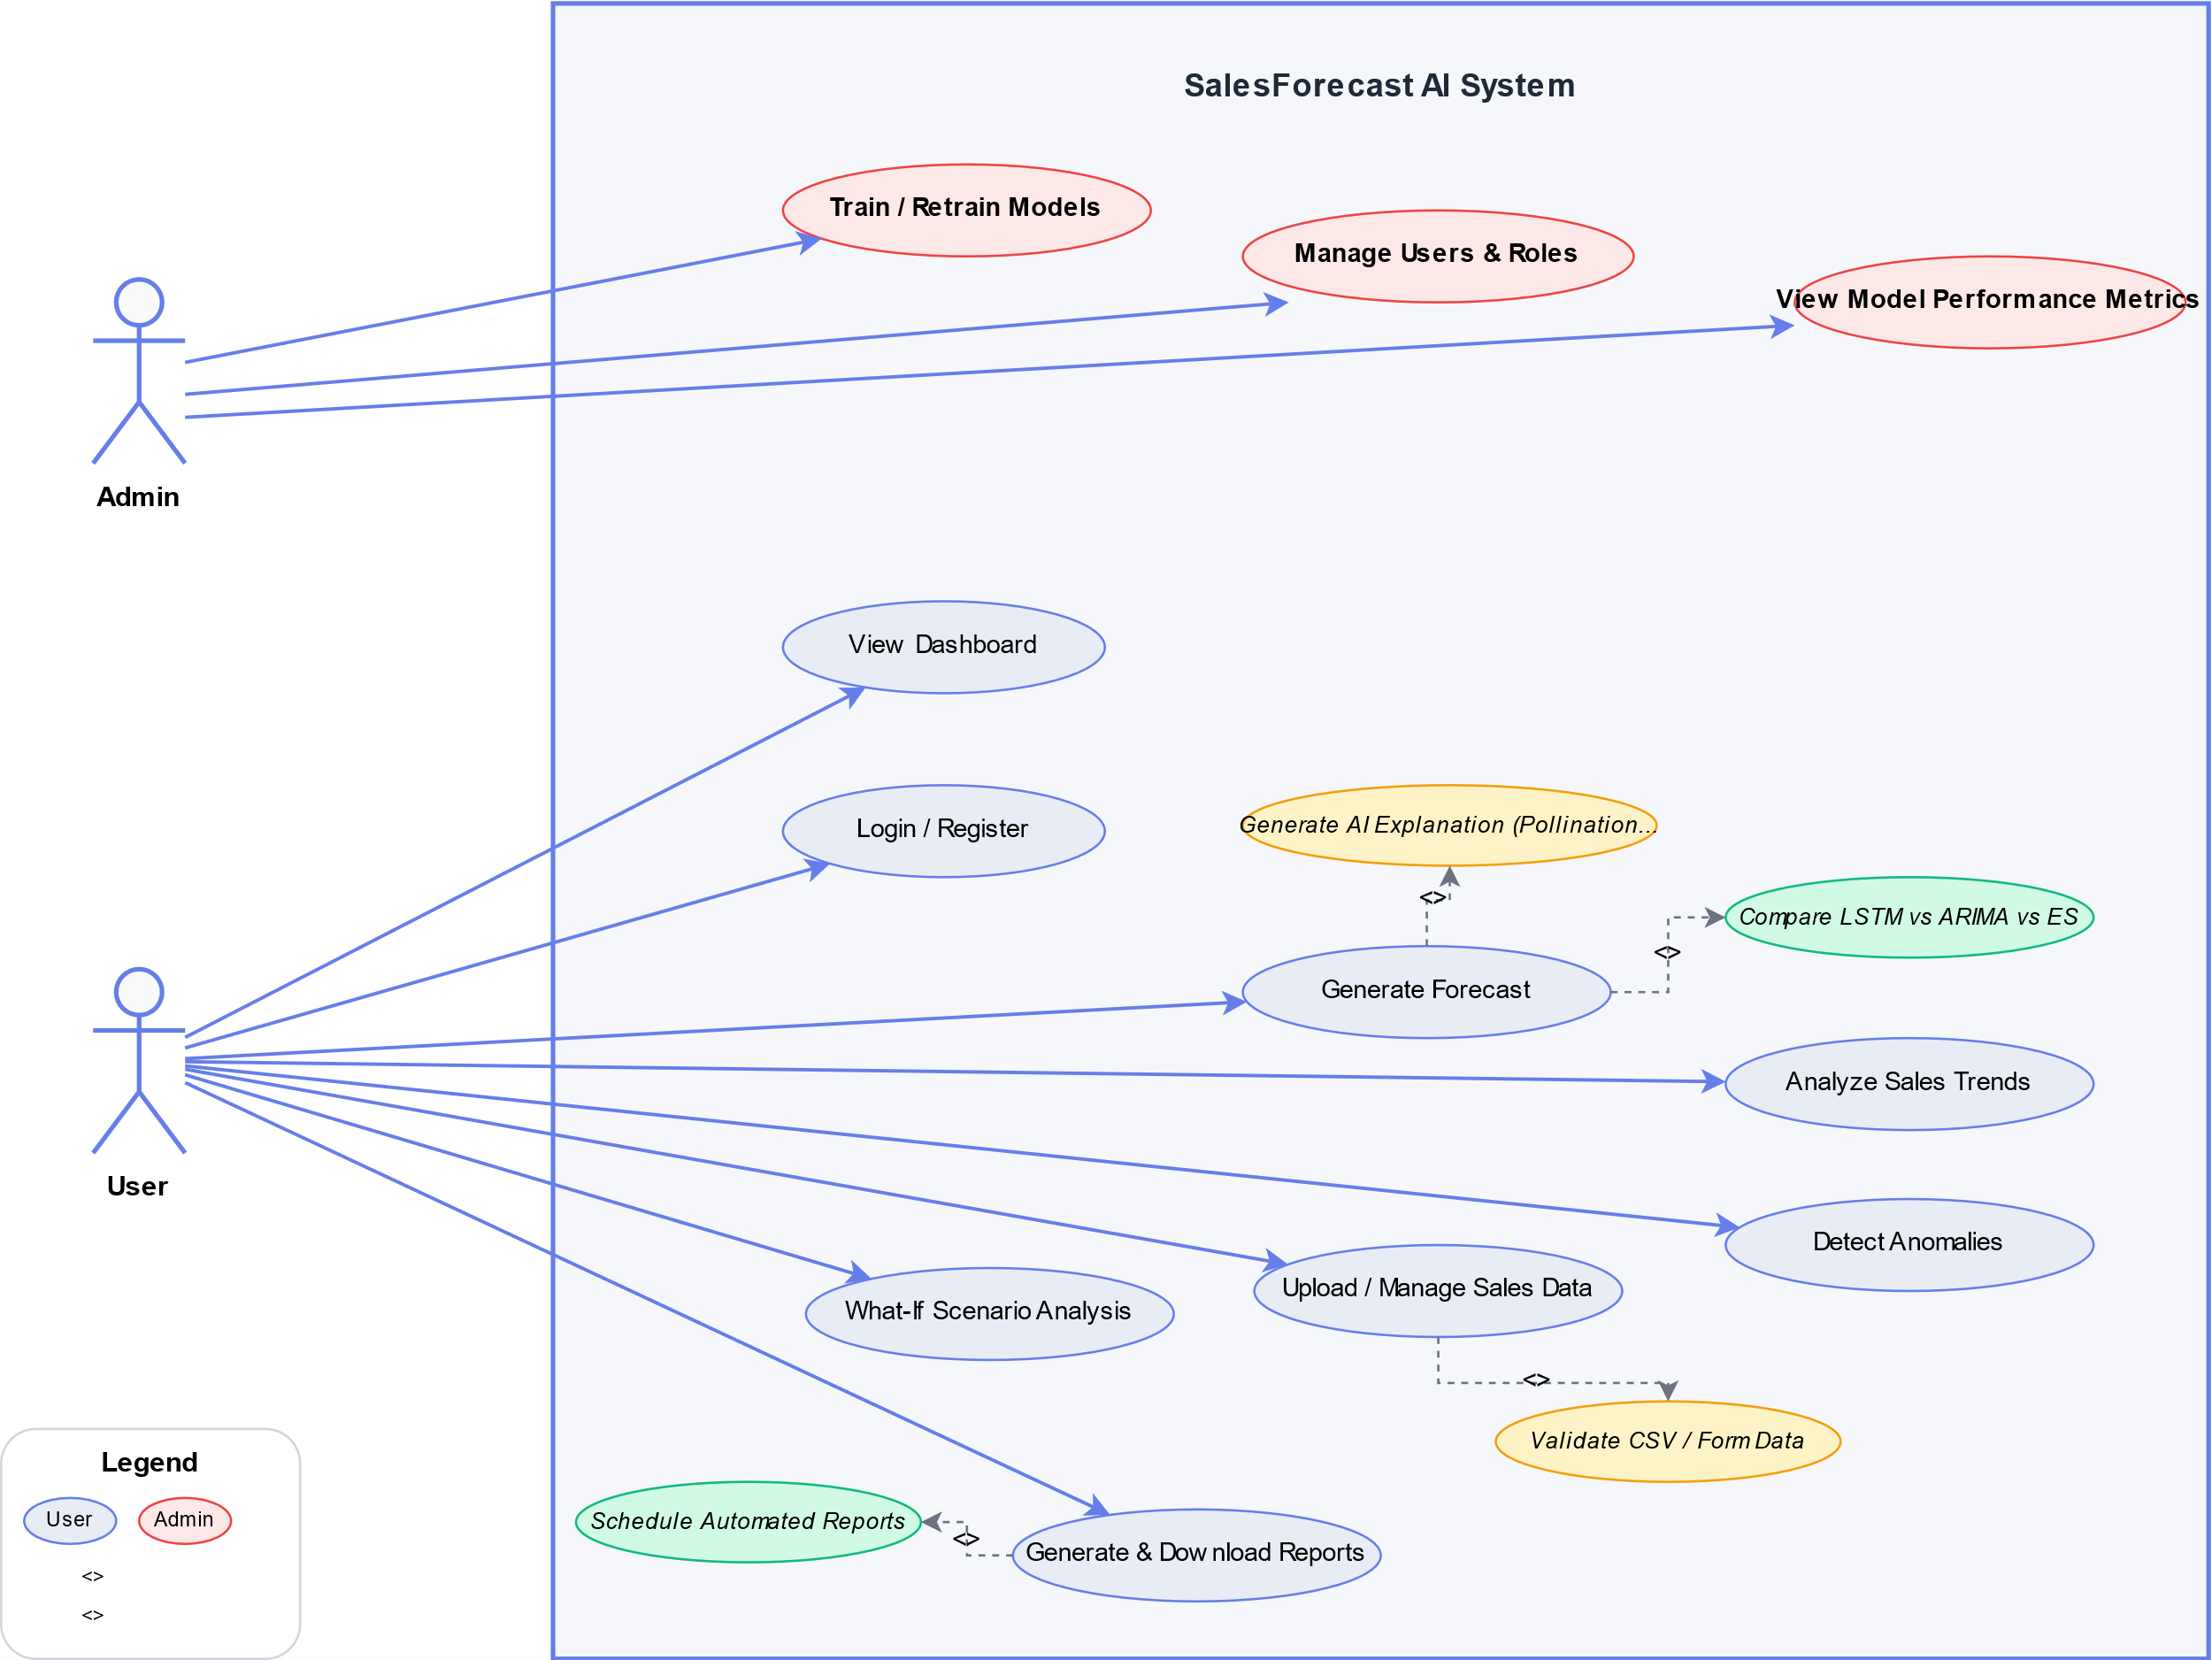 SalesForecast AI System
Train / Retrain Models
Manage Users & Roles
View Model Performance Metrics
Admin
View Dashboard
Login / Register
Generate AI Explanation (Pollination...
<>
Compare LSTM vs ARIMA vs ES
<>
Generate Forecast
Analyze Sales Trends
User
Detect Anomalies
Upload / Manage Sales Data
What-If Scenario Analysis
<>
Validate CSV / Form Data
Legend
User
Admin
<>
<>
Schedule Automated Reports
<>
Generate & Download Reports